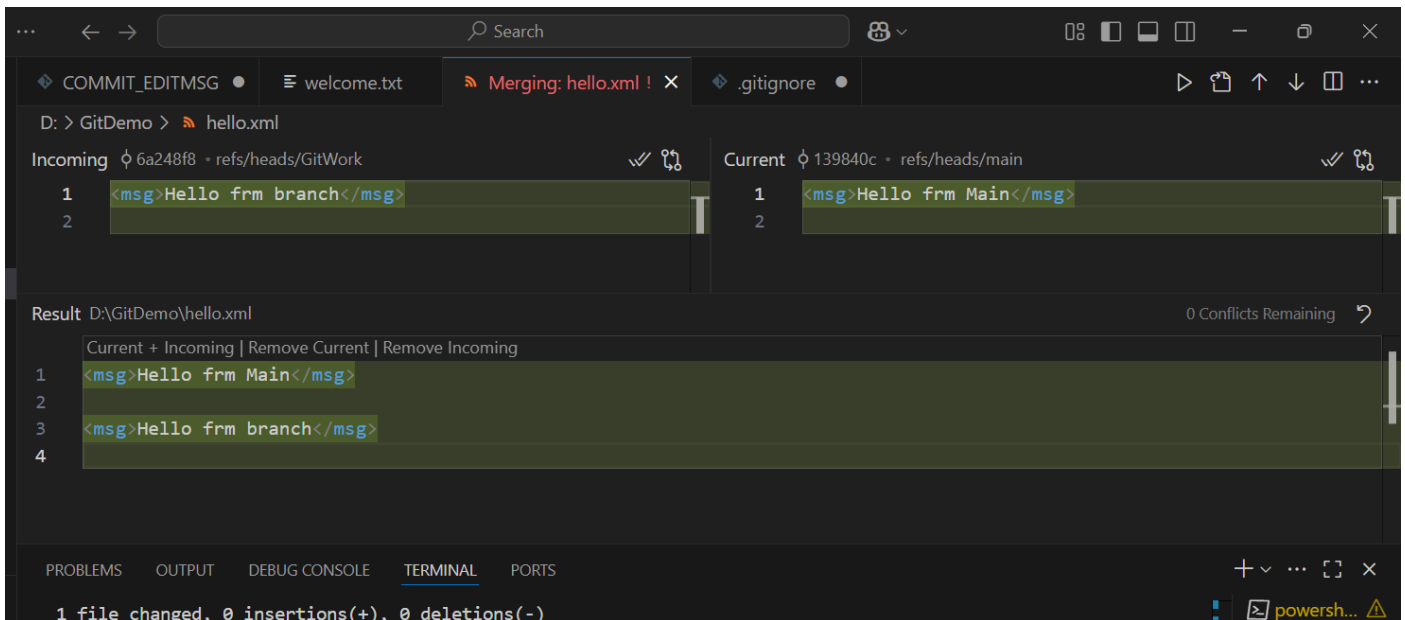 Search
COMMIT_EDITMSG welcome.txt Merging: hello.xml ! .gitignore
D: > GitDemo > hello.xml
Incoming 6a248f8 • refs/heads/GitWork
1 <msg>Hello frm branch</msg>
2
Current 139840c • refs/heads/main
1 <msg>Hello frm Main</msg>
2
Result D:\GitDemo\hello.xml 0 Conflicts Remaining
Current + Incoming | Remove Current | Remove Incoming
1 <msg>Hello frm Main</msg>
2
3 <msg>Hello frm branch</msg>
4
PROBLEMS OUTPUT DEBUG CONSOLE TERMINAL PORTS
1 file changed, 0 insertions(+), 0 deletions(-)
powersh...